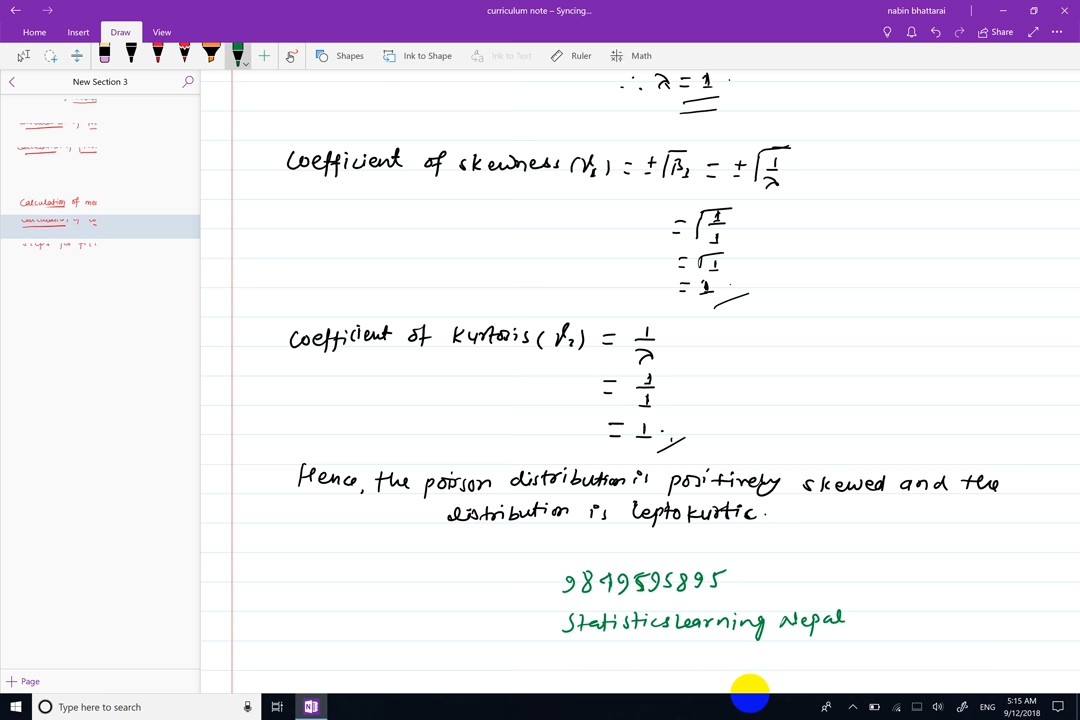 curriculum note – Syncing...
nabin bhattarai
Home Insert Draw View
Share
Shapes Ink to Shape Ink to Text Ruler Math
New Section 3
Calculation of me
∴ λ = 1
Coefficient of skewness (γ₁) = ±√β₁ = ±√(1/λ)
= √(1/1)
= √1
= 1
Coefficient of Kurtosis (γ₂) = 1/λ
= 1/1
= 1
Hence, the poisson distribution is positively skewed and the
distribution is leptokurtic.
9849595895
Statistics Learning Nepal
+ Page
Type here to search
ENG
5:15 AM
9/12/2018